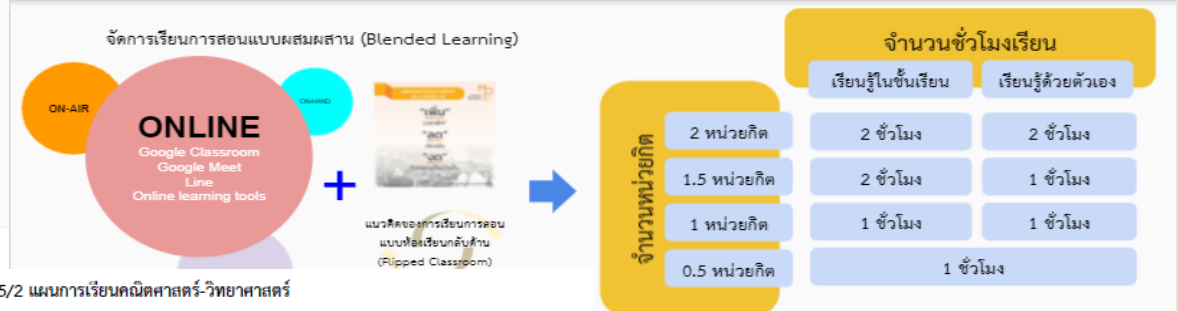 จัดการเรียนการสอนแบบผสมผสาน (Blended Learning)
ON-AIR
ON-HAND
ONLINE
Google Classroom
Google Meet
Line
Online learning tools
+
"เพิ่ม"
"ลด"
"งด"
แนวคิดของการเรียนการสอน
แบบห้องเรียนกลับด้าน
(Flipped Classroom)
5/2 แผนการเรียนคณิตศาสตร์-วิทยาศาสตร์
จำนวนชั่วโมงเรียน
เรียนรู้ในชั้นเรียน เรียนรู้ด้วยตัวเอง
จำนวนหน่วยกิต
2 หน่วยกิต 2 ชั่วโมง 2 ชั่วโมง
1.5 หน่วยกิต 2 ชั่วโมง 1 ชั่วโมง
1 หน่วยกิต 1 ชั่วโมง 1 ชั่วโมง
0.5 หน่วยกิต 1 ชั่วโมง